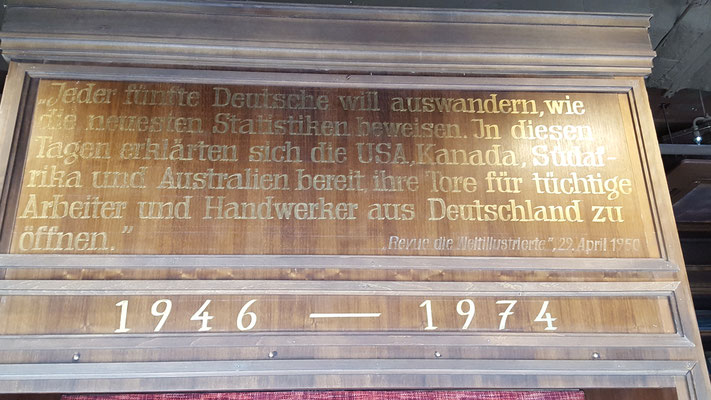 „Jeder fünfte Deutsche will auswandern, wie
die neuesten Statistiken beweisen. In diesen
Tagen erklärten sich die USA, Kanada, Südaf-
rika und Australien bereit, ihre Tore für tüchtige
Arbeiter und Handwerker aus Deutschland zu
öffnen.“
„Revue die Weltillustrierte“, 29. April 1950
1946 — 1974